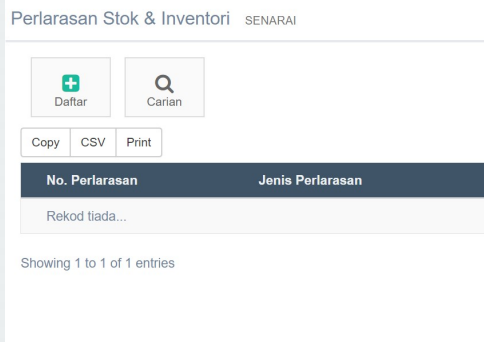 Perlarasan Stok & Inventori SENARAI
Daftar Carian
Copy CSV Print
No. Perlarasan Jenis Perlarasan
Rekod tiada...
Showing 1 to 1 of 1 entries